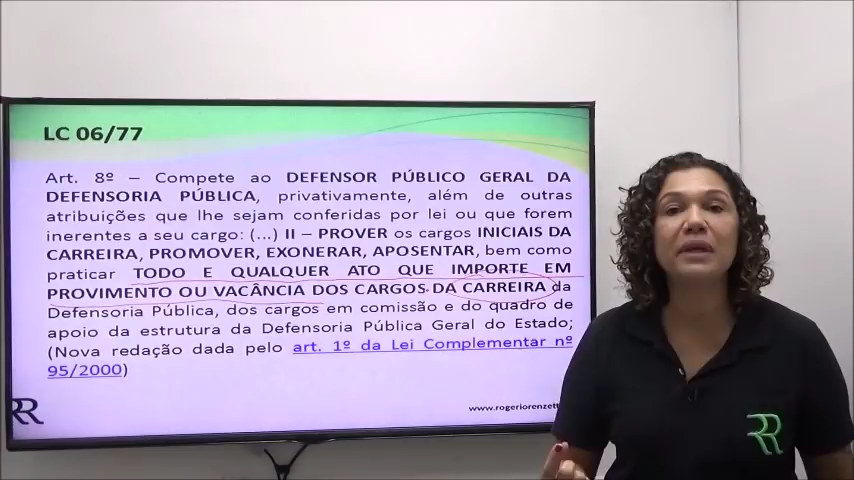 LC 06/77
Art. 8º – Compete ao DEFENSOR PÚBLICO GERAL DA
DEFENSORIA PÚBLICA, privativamente, além de outras
atribuições que lhe sejam conferidas por lei ou que forem
inerentes a seu cargo: (...) II – PROVER os cargos INICIAIS DA
CARREIRA, PROMOVER, EXONERAR, APOSENTAR, bem como
praticar TODO E QUALQUER ATO QUE IMPORTE EM
PROVIMENTO OU VACÂNCIA DOS CARGOS DA CARREIRA da
Defensoria Pública, dos cargos em comissão e do quadro de
apoio da estrutura da Defensoria Pública Geral do Estado;
(Nova redação dada pelo art. 1º da Lei Complementar nº
95/2000)
RR
RR